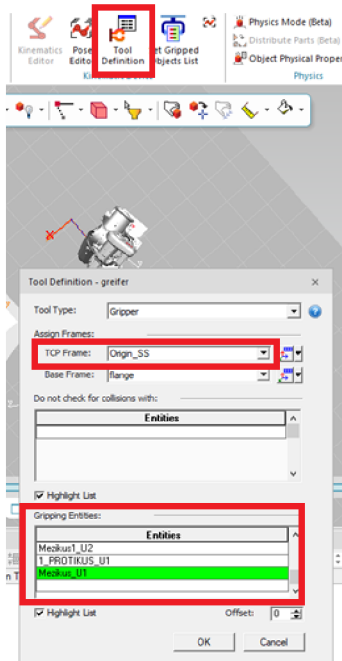 Kinematics Editor
Pose Editor
Tool Definition
et Gripped Objects List
Physics Mode (Beta)
Distribute Parts (Beta)
Object Physical Proper
Physics
Tool Definition - greifer
Tool Type: Gripper
Assign Frames:
TCP Frame: Origin_SS
Base Frame: flange
Do not check for collisions with:
Entities
Highlight List
Gripping Entities:
Entities
Mezikus1_U2
1_PROTIKUS_U1
Mezikus_U1
Highlight List
Offset: 0
OK
Cancel